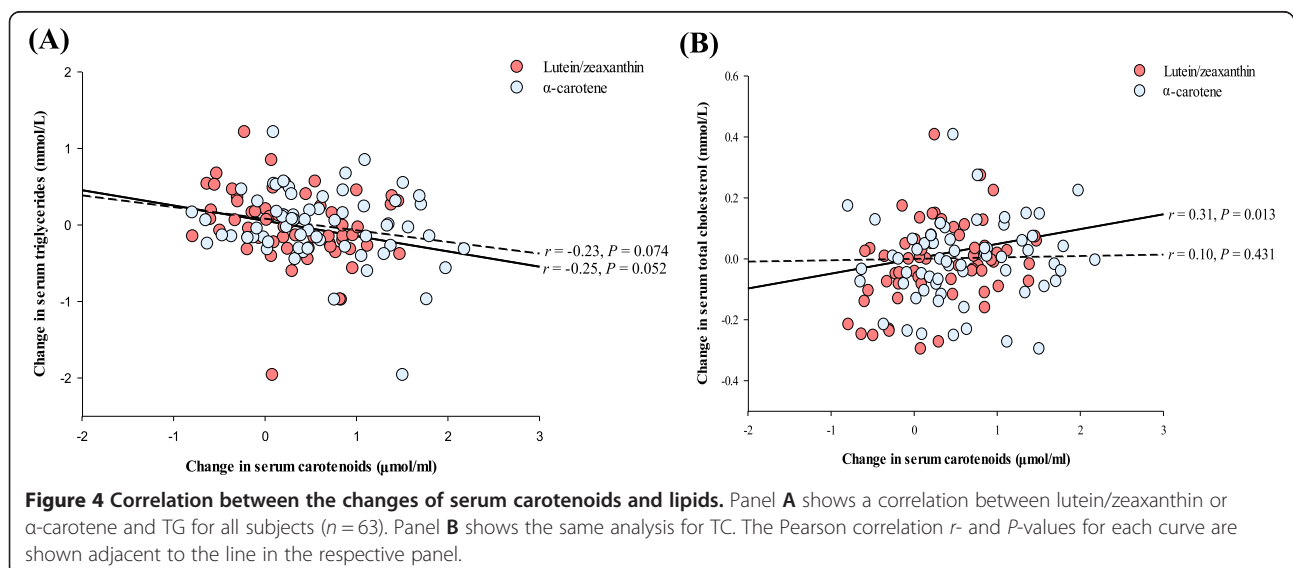 (A)
Lutein/zeaxanthin
α-carotene
2
1
0
-1
-2
Change in serum triglycerides (mmol/L)
r = -0.23, P = 0.074
r = -0.25, P = 0.052
-2 -1 0 1 2 3
Change in serum carotenoids (µmol/ml)
(B)
Lutein/zeaxanthin
α-carotene
0.6
0.4
0.2
0.0
-0.2
-0.4
Change in serum total cholesterol (mmol/L)
r = 0.31, P = 0.013
r = 0.10, P = 0.431
-2 -1 0 1 2 3
Change in serum carotenoids (µmol/ml)
Figure 4 Correlation between the changes of serum carotenoids and lipids. Panel A shows a correlation between lutein/zeaxanthin or
α-carotene and TG for all subjects (n = 63). Panel B shows the same analysis for TC. The Pearson correlation r- and P-values for each curve are
shown adjacent to the line in the respective panel.